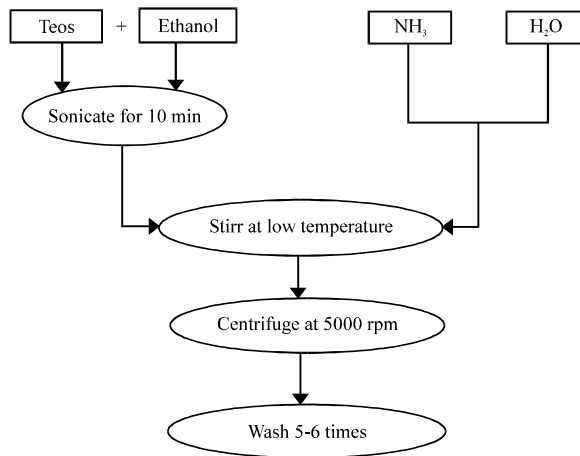 Teos + Ethanol
NH₃
H₂O
Sonicate for 10 min
Stirr at low temperature
Centrifuge at 5000 rpm
Wash 5-6 times